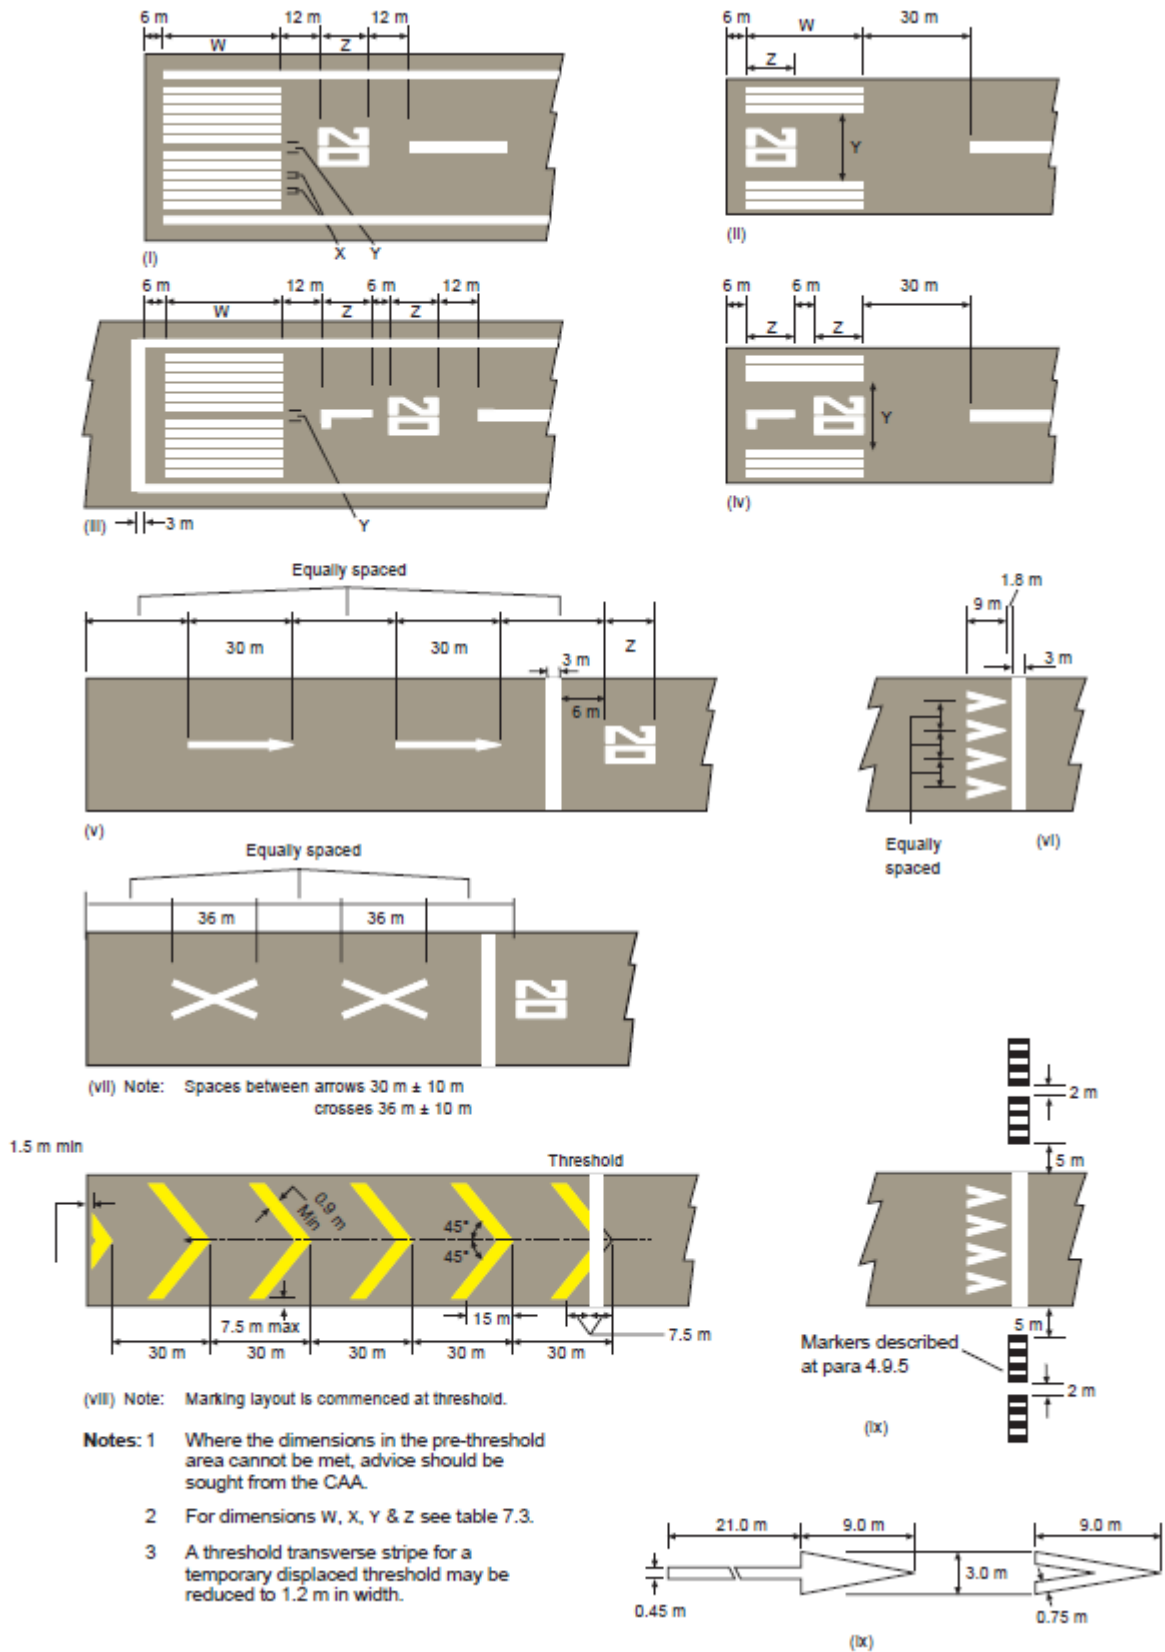 6 m 12 m 12 m
W Z
20
X Y
(i)
6 m W 30 m
Z
20
Y
(ii)
6 m 12 m 6 m 12 m
W Z Z
L 20
Y
(iii) 3 m
6 m 6 m 30 m
Z Z
L 20
Y
(iv)
Equally spaced
30 m 30 m Z
3 m
6 m
20
(v)
1.8 m
9 m
3 m
Equally
spaced
(vi)
Equally spaced
36 m 36 m
20
(vii) Note: Spaces between arrows 30 m ± 10 m
crosses 36 m ± 10 m
1.5 m min
Threshold
0.9 m
Min
45°
45°
7.5 m max
15 m
7.5 m
30 m 30 m 30 m 30 m 30 m
(viii) Note: Marking layout is commenced at threshold.
2 m
5 m
5 m
Markers described
at para 4.9.5
2 m
(ix)
Notes: 1 Where the dimensions in the pre-threshold
area cannot be met, advice should be
sought from the CAA.
2 For dimensions W, X, Y & Z see table 7.3.
3 A threshold transverse stripe for a
temporary displaced threshold may be
reduced to 1.2 m in width.
21.0 m 9.0 m 9.0 m
3.0 m
0.45 m 0.75 m
(ix)